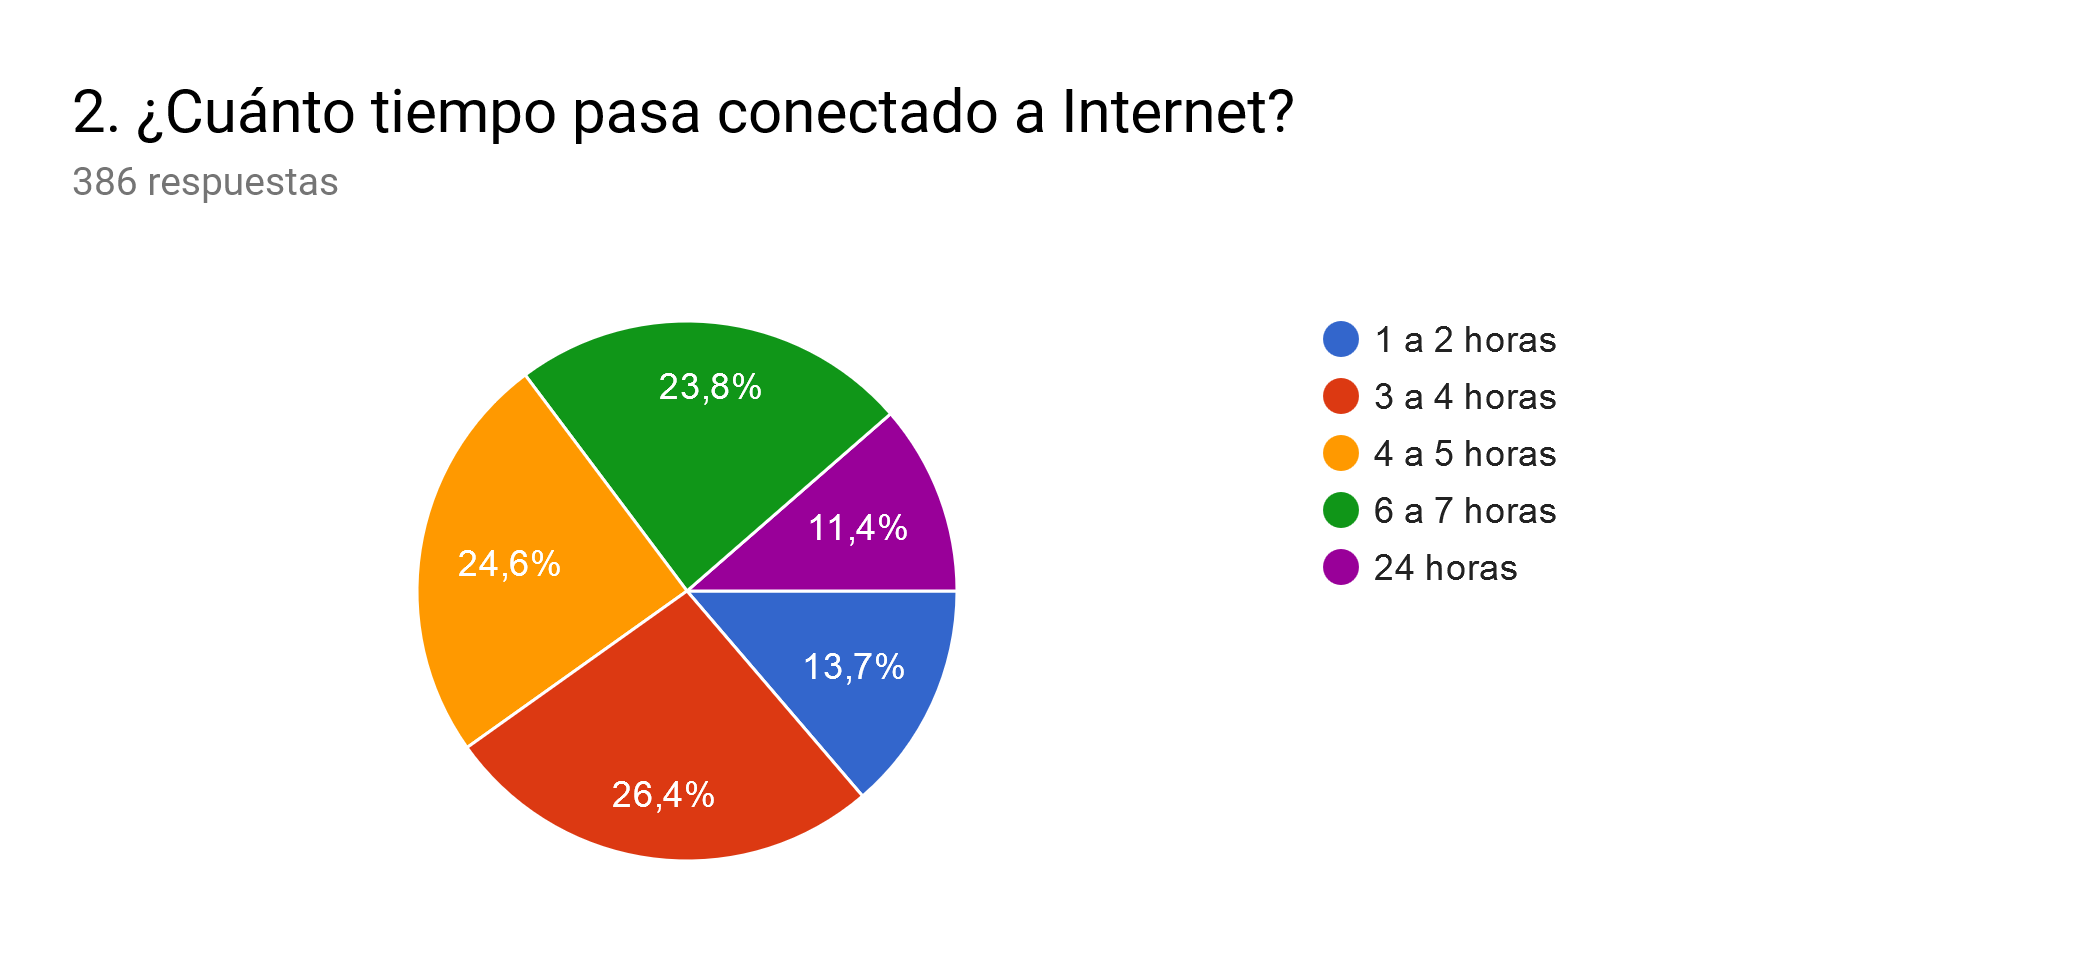 2. ¿Cuánto tiempo pasa conectado a Internet?
386 respuestas
23,8%
11,4%
24,6%
13,7%
26,4%
1 a 2 horas
3 a 4 horas
4 a 5 horas
6 a 7 horas
24 horas